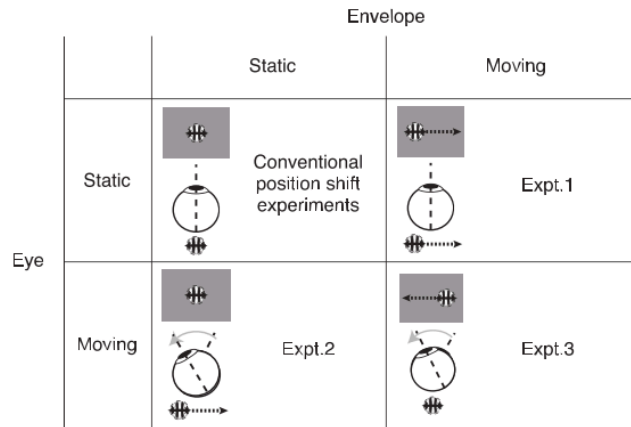 Envelope
Static
Moving
Static
Conventional
position shift
experiments
Expt.1
Eye
Moving
Expt.2
Expt.3